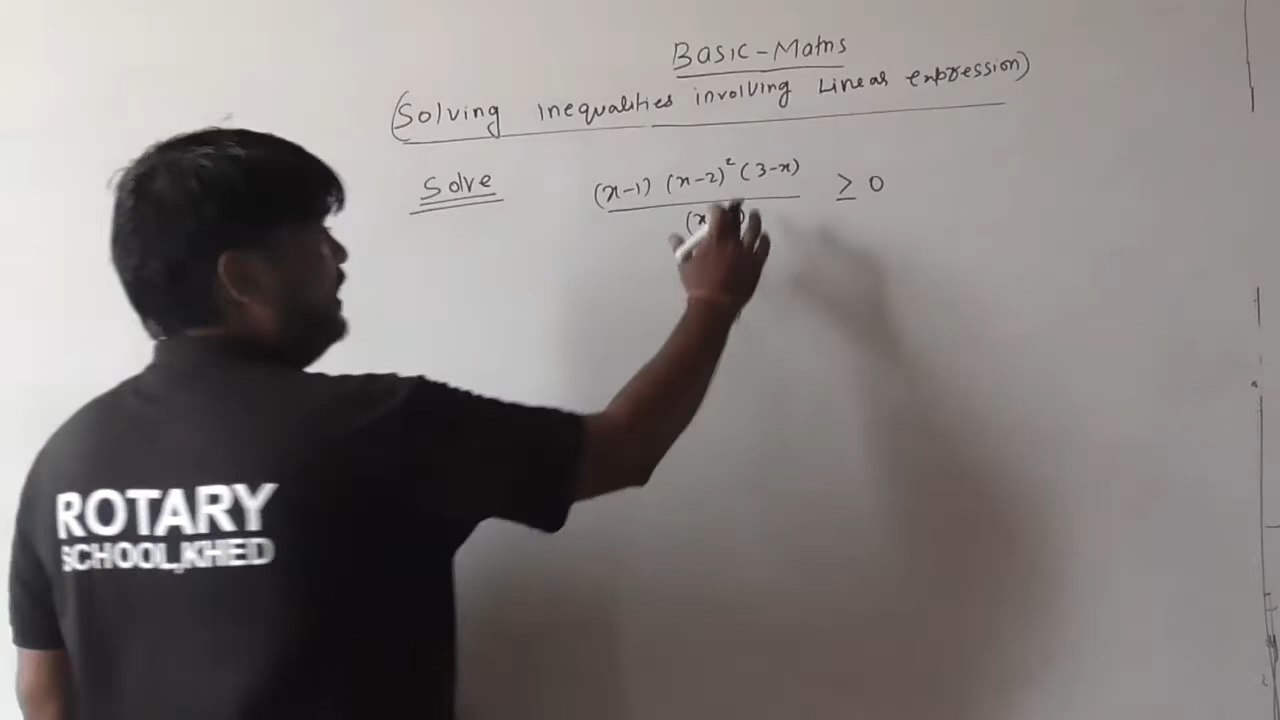 Basic-Maths
(Solving inequalities involving Linear expression)
Solve (x-1) (x-2)² (3-x) ≥ 0
(x
ROTARY
SCHOOL,KHED